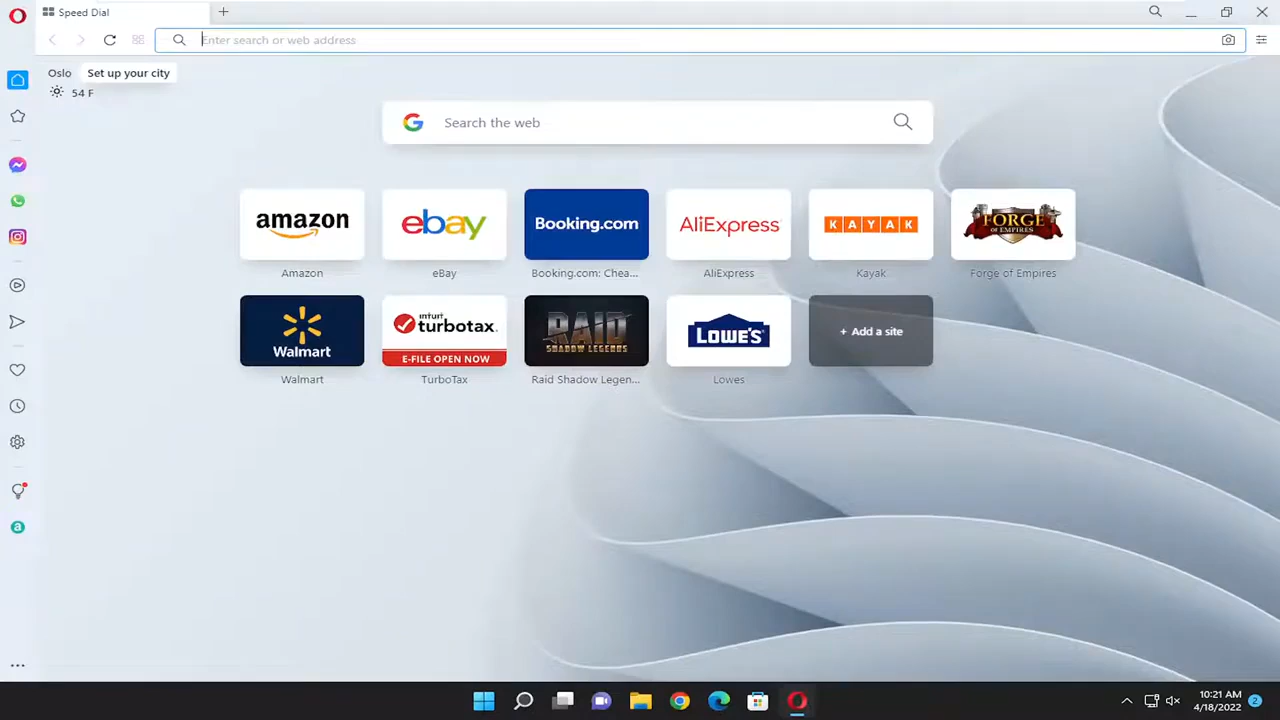 Speed Dial
Enter search or web address
Oslo Set up your city
54 F
Search the web
amazon ebay Booking.com AliExpress KAYAK FORGE OF EMPIRES
Amazon eBay Booking.com: Chea... AliExpress Kayak Forge of Empires
Walmart intuit turbotax. E-FILE OPEN NOW RAID SHADOW LEGENDS LOWE'S + Add a site
Walmart TurboTax Raid Shadow Legen... Lowes
a
10:21 AM
4/18/2022 2